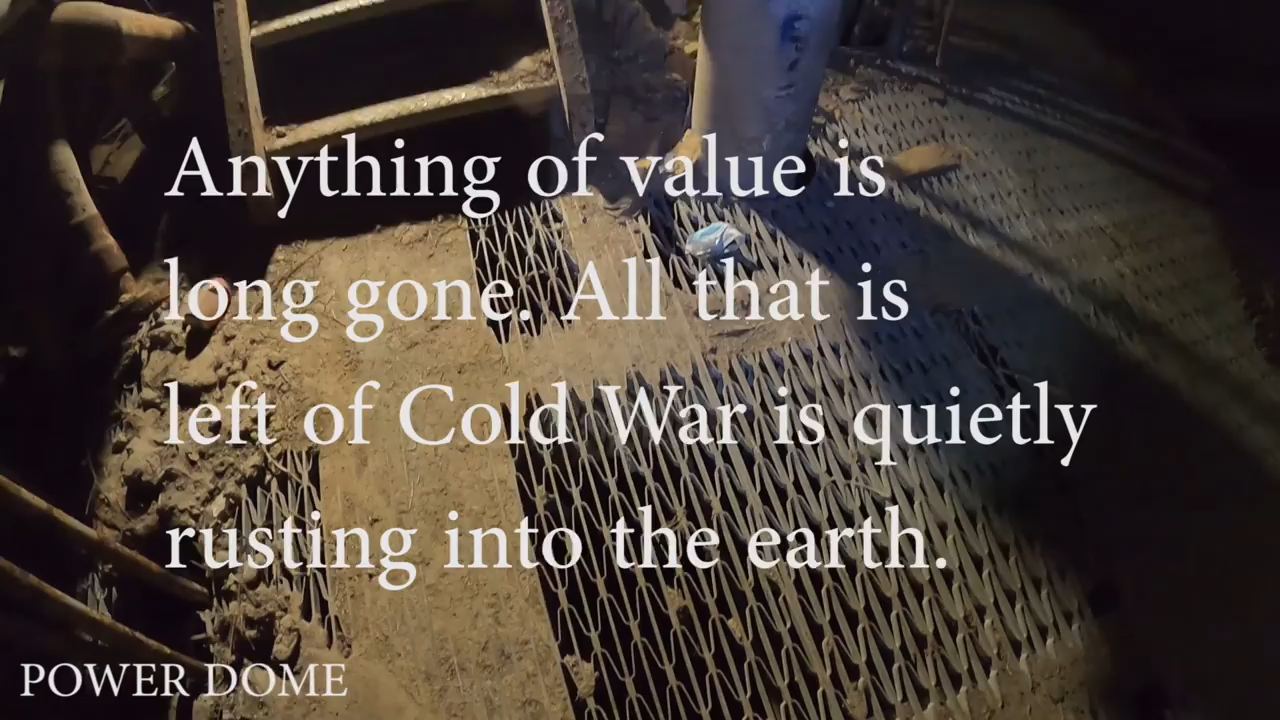 Anything of value is
long gone. All that is
left of Cold War is quietly
rusting into the earth.
POWER DOME